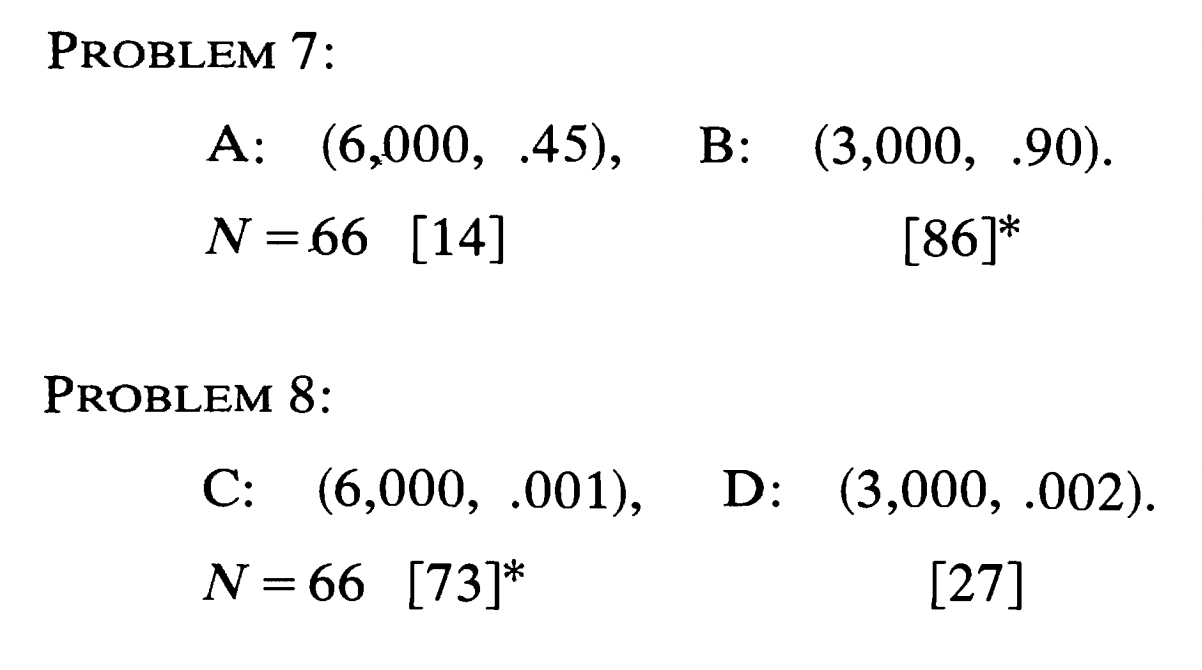 PROBLEM 7:
A: (6,000, .45), B: (3,000, .90).
N = 66 [14] [86]*
PROBLEM 8:
C: (6,000, .001), D: (3,000, .002).
N = 66 [73]* [27]